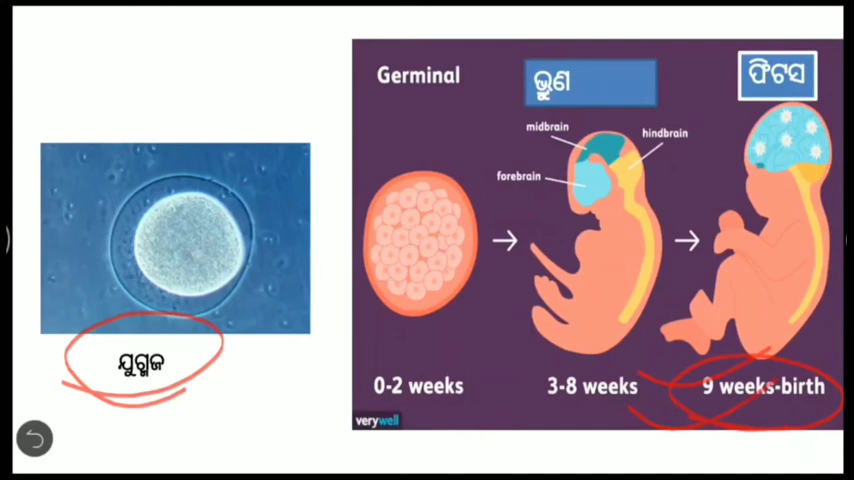 ଯୁଗ୍ମଜ
Germinal
ଭ୍ରୁଣ
ଫିଟସ
midbrain
hindbrain
forebrain
0-2 weeks
3-8 weeks
9 weeks-birth
verywell